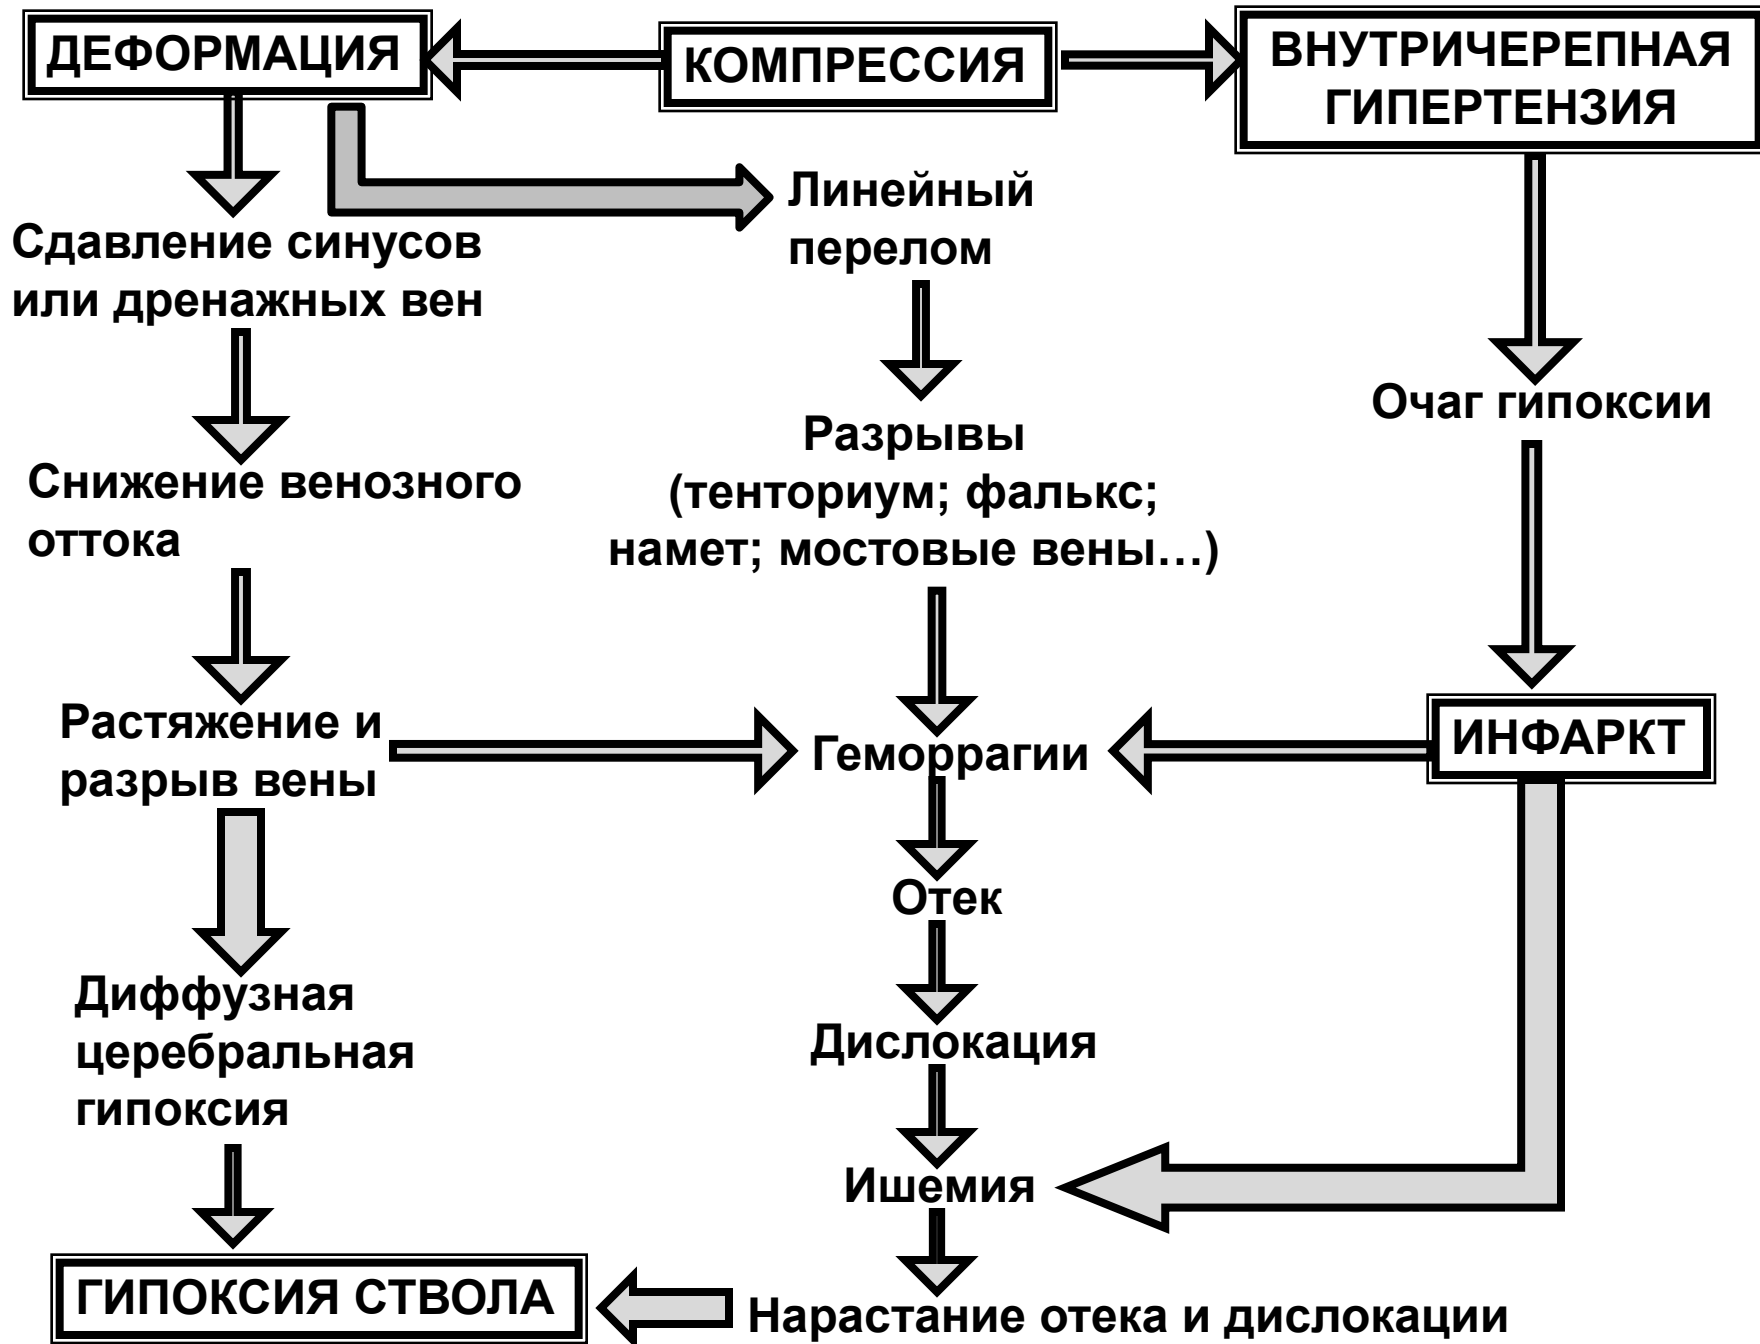 ДЕФОРМАЦИЯ
КОМПРЕССИЯ
ВНУТРИЧЕРЕПНАЯ
ГИПЕРТЕНЗИЯ
Сдавление синусов
или дренажных вен
Линейный
перелом
Очаг гипоксии
Снижение венозного
оттока
Разрывы
(тенториум; фалькс;
намет; мостовые вены…)
Растяжение и
разрыв вены
Геморрагии
ИНФАРКТ
Отек
Диффузная
церебральная
гипоксия
Дислокация
Ишемия
ГИПОКСИЯ СТВОЛА
Нарастание отека и дислокации